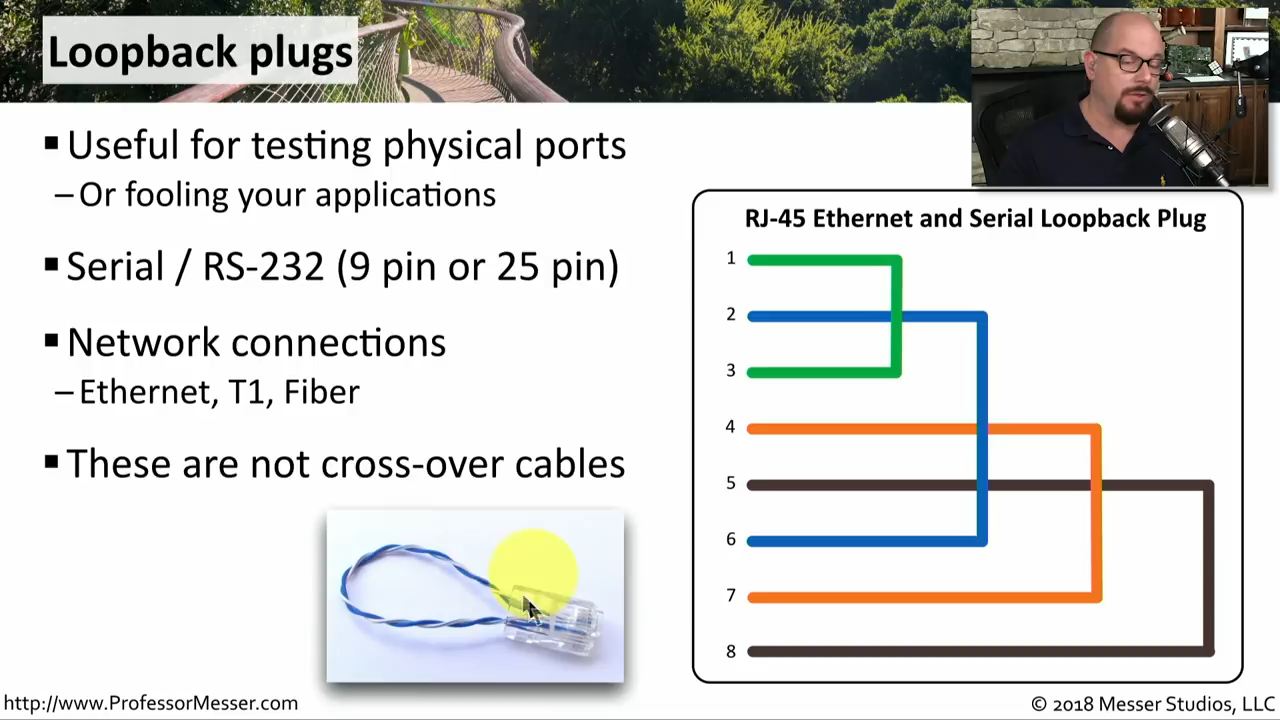 Loopback plugs
▪ Useful for testing physical ports
– Or fooling your applications
▪ Serial / RS-232 (9 pin or 25 pin)
▪ Network connections
– Ethernet, T1, Fiber
▪ These are not cross-over cables
RJ-45 Ethernet and Serial Loopback Plug
1
2
3
4
5
6
7
8
http://www.ProfessorMesser.com
© 2018 Messer Studios, LLC